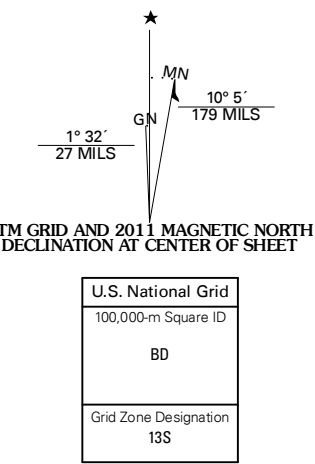 MN
GN
10° 5´
179 MILS
1° 32´
27 MILS
TM GRID AND 2011 MAGNETIC NORTH
DECLINATION AT CENTER OF SHEET
U.S. National Grid
100,000-m Square ID
BD
Grid Zone Designation
13S